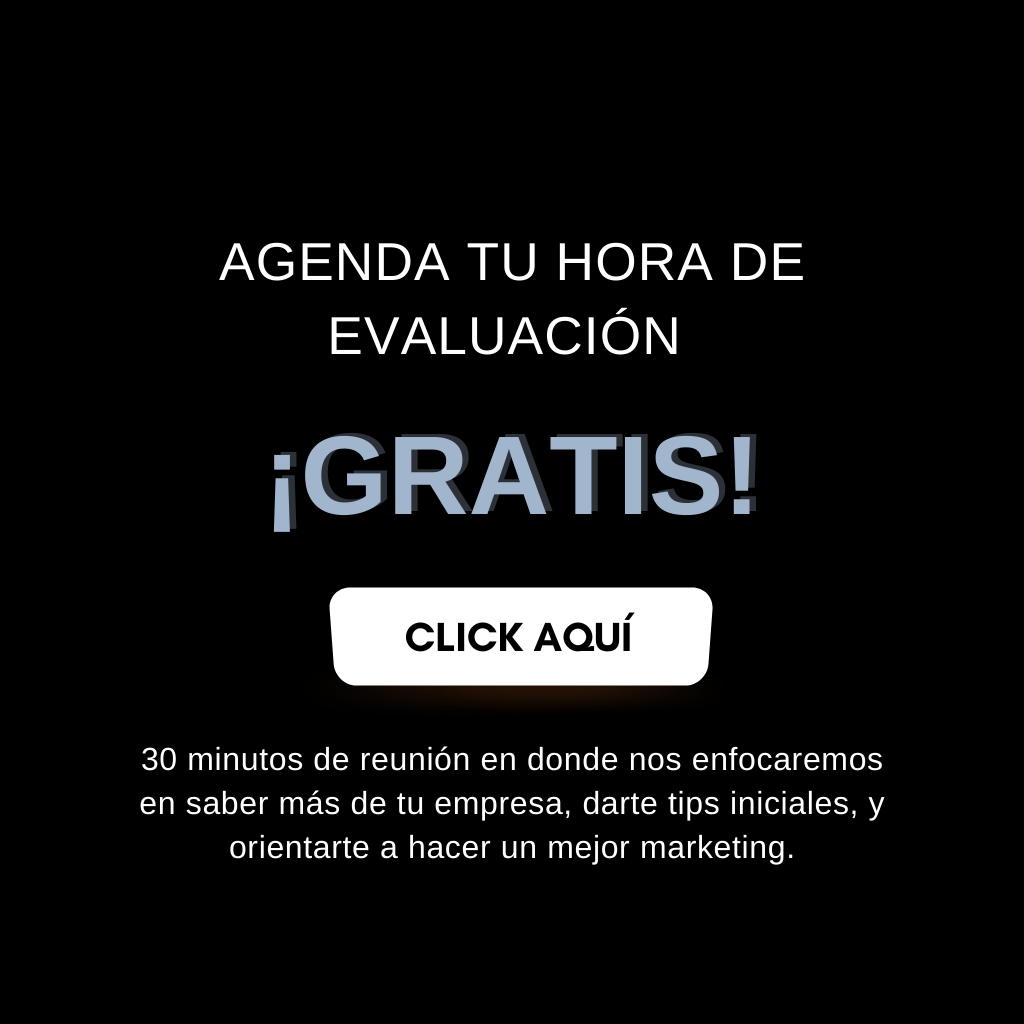 AGENDA TU HORA DE
EVALUACIÓN
¡GRATIS!
CLICK AQUÍ
30 minutos de reunión en donde nos enfocaremos
en saber más de tu empresa, darte tips iniciales, y
orientarte a hacer un mejor marketing.